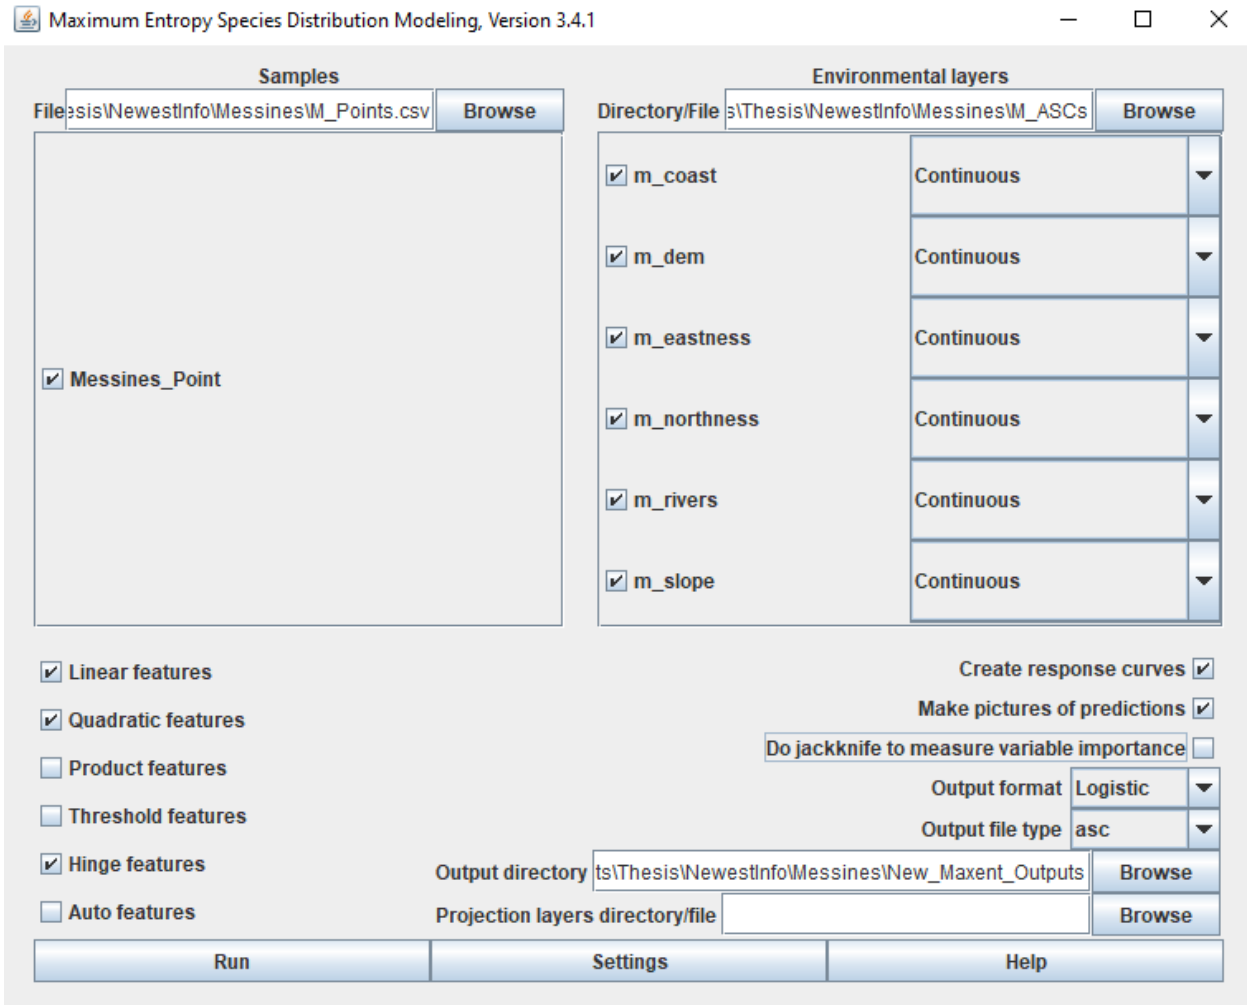 Maximum Entropy Species Distribution Modeling, Version 3.4.1
Samples
File esis\NewestInfo\Messines\M_Points.csv Browse
Messines_Point
Environmental layers
Directory/File s\Thesis\NewestInfo\Messines\M_ASCs Browse
m_coast Continuous
m_dem Continuous
m_eastness Continuous
m_northness Continuous
m_rivers Continuous
m_slope Continuous
Linear features
Quadratic features
Product features
Threshold features
Hinge features
Auto features
Create response curves
Make pictures of predictions
Do jackknife to measure variable importance
Output format Logistic
Output file type asc
Output directory ts\Thesis\NewestInfo\Messines\New_Maxent_Outputs Browse
Projection layers directory/file Browse
Run Settings Help